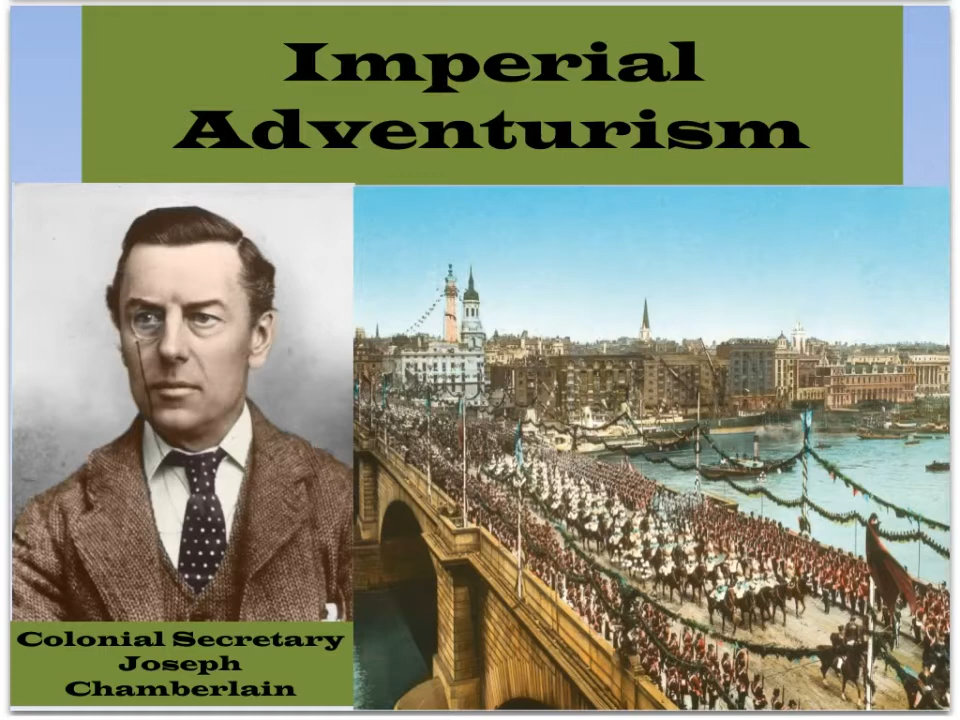 Imperial
Adventurism
Colonial Secretary
Joseph
Chamberlain